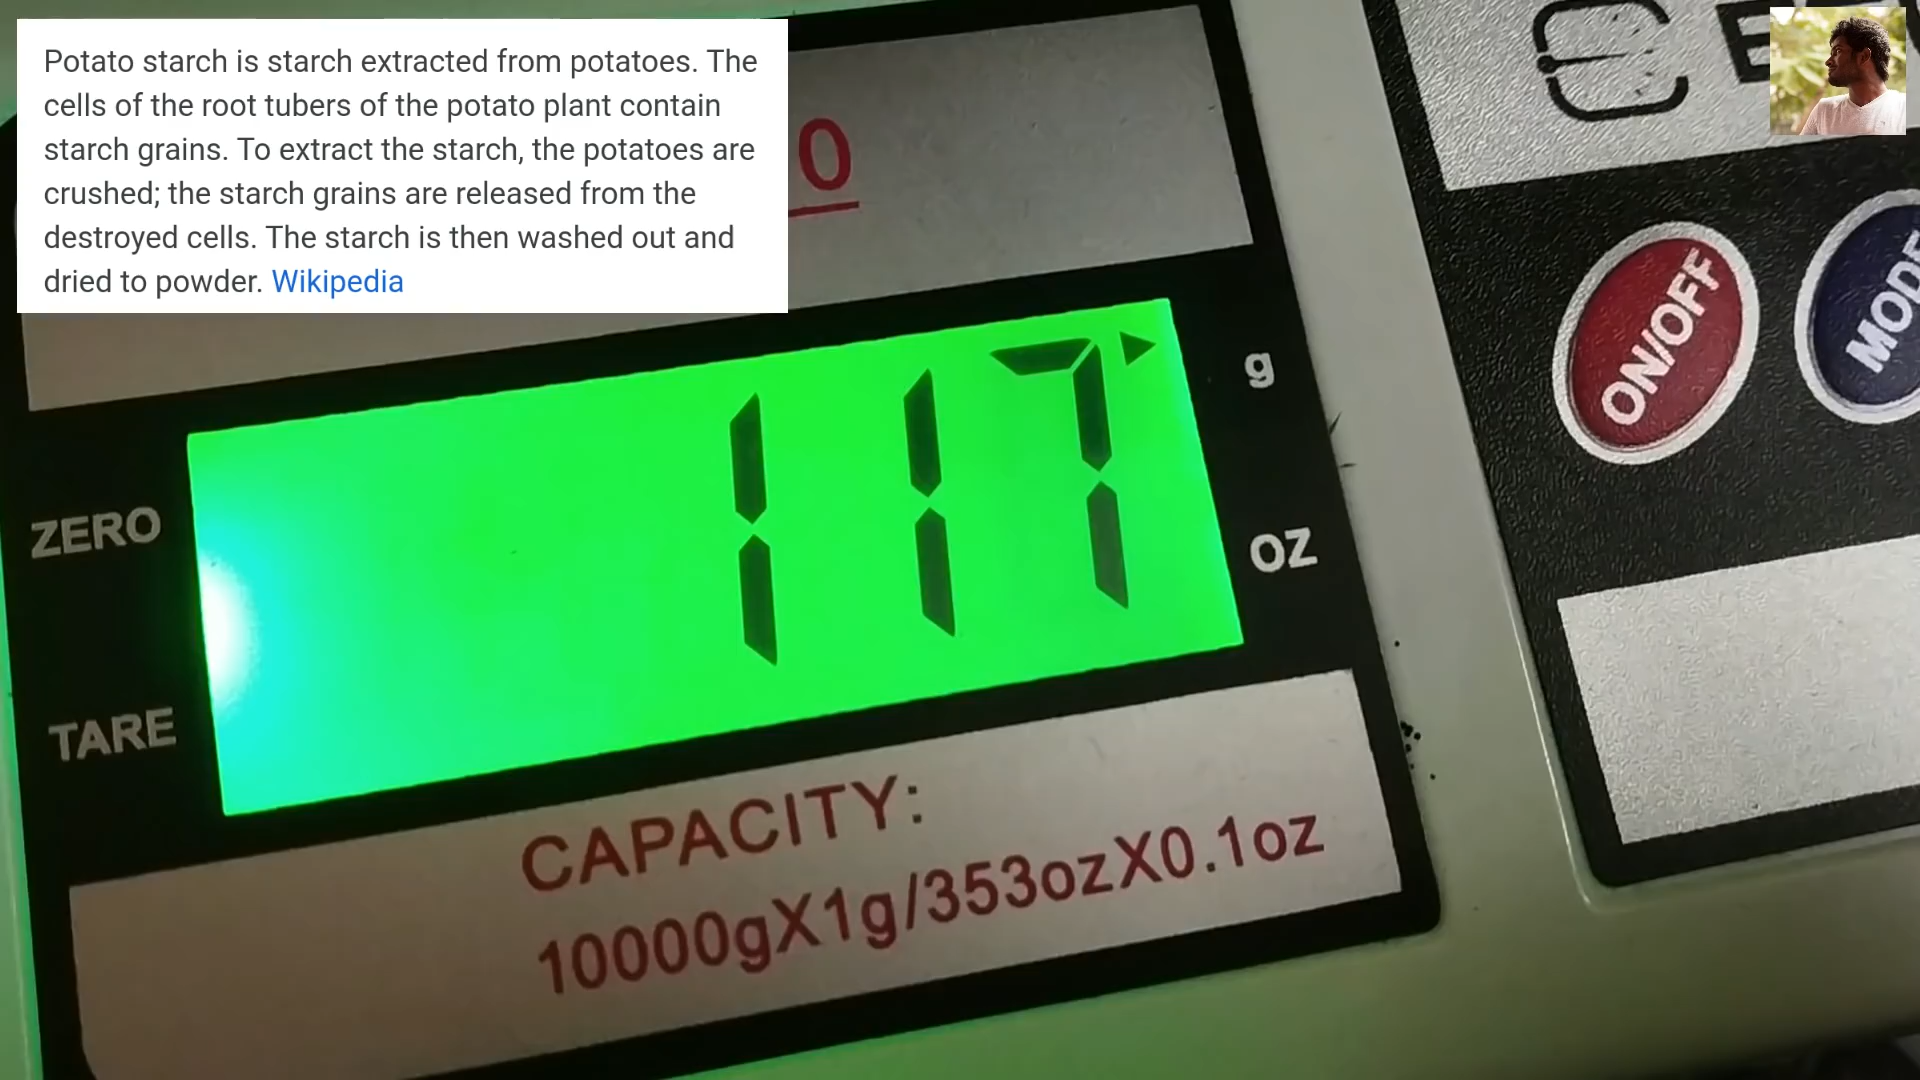 Potato starch is starch extracted from potatoes. The
cells of the root tubers of the potato plant contain
starch grains. To extract the starch, the potatoes are
crushed; the starch grains are released from the
destroyed cells. The starch is then washed out and
dried to powder. Wikipedia
0
ON/OFF
MODE
117
g
ZERO
OZ
TARE
CAPACITY:
10000gX1g/353ozX0.1oz